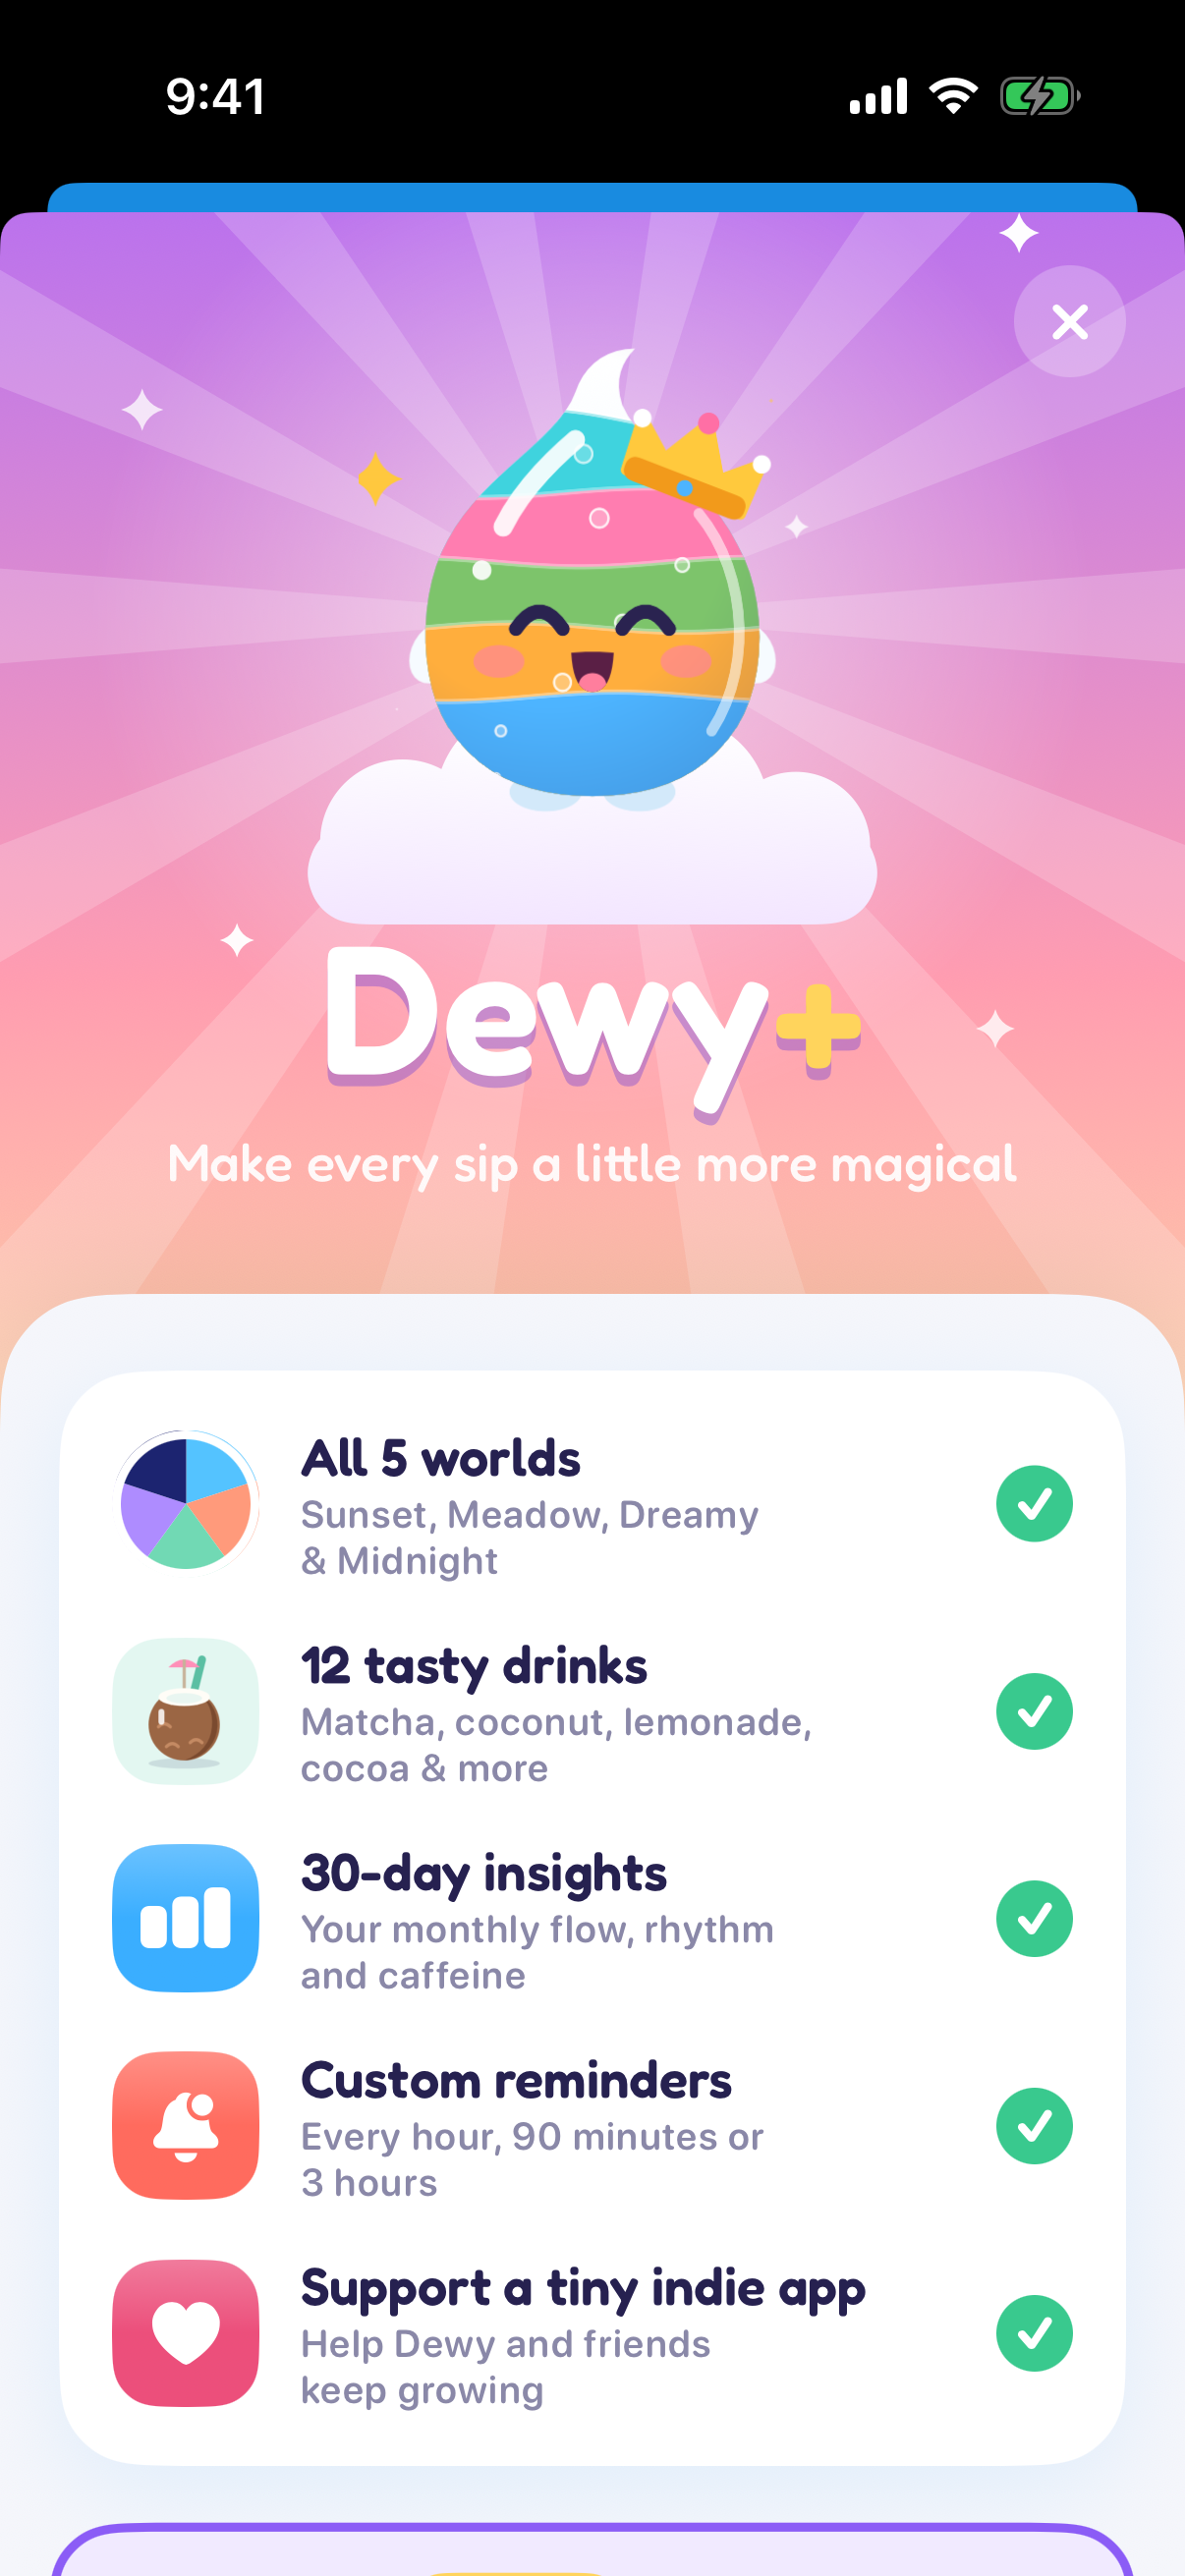 9:41
Dewy+
Make every sip a little more magical
All 5 worlds
Sunset, Meadow, Dreamy
& Midnight
12 tasty drinks
Matcha, coconut, lemonade,
cocoa & more
30-day insights
Your monthly flow, rhythm
and caffeine
Custom reminders
Every hour, 90 minutes or
3 hours
Support a tiny indie app
Help Dewy and friends
keep growing